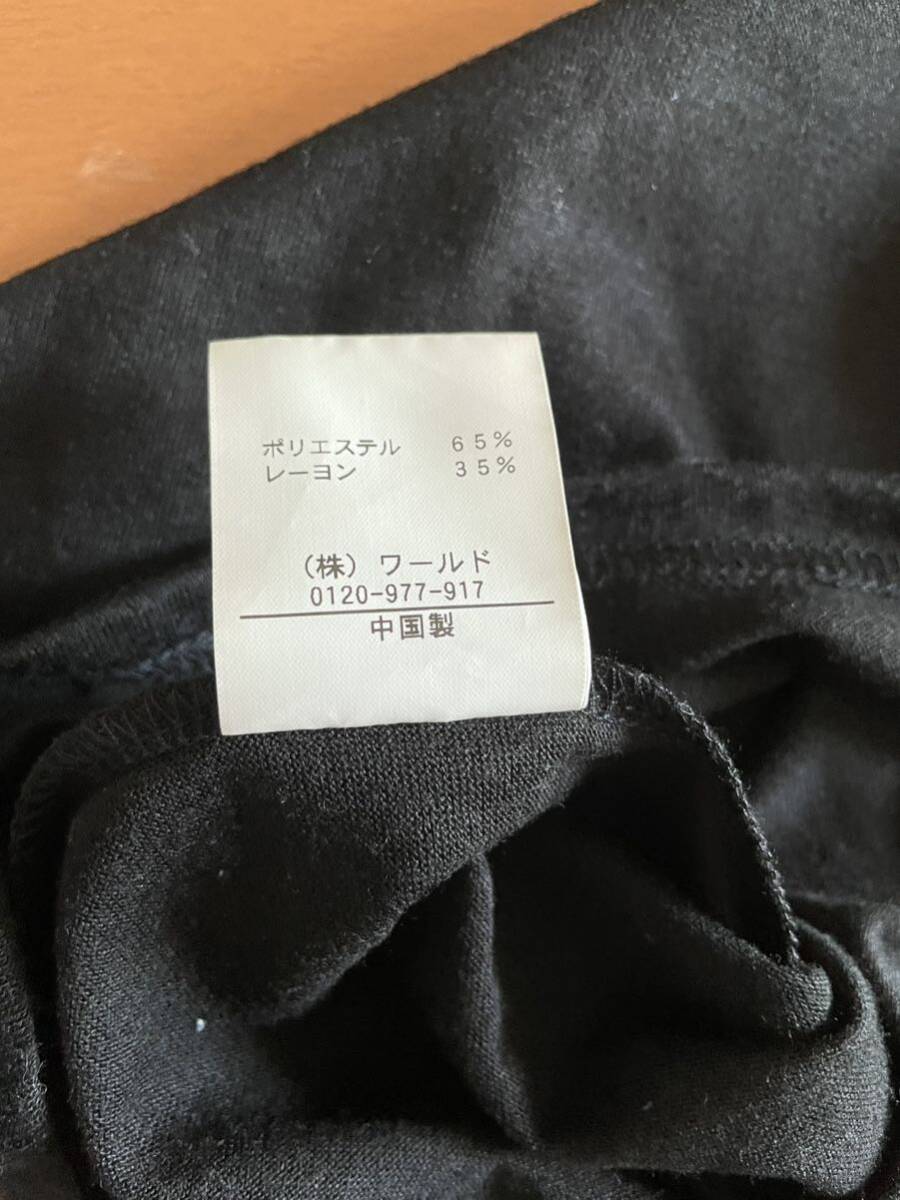 ポリエステル 65%
レーヨン 35%
(株) ワールド
0120-977-917
中国製